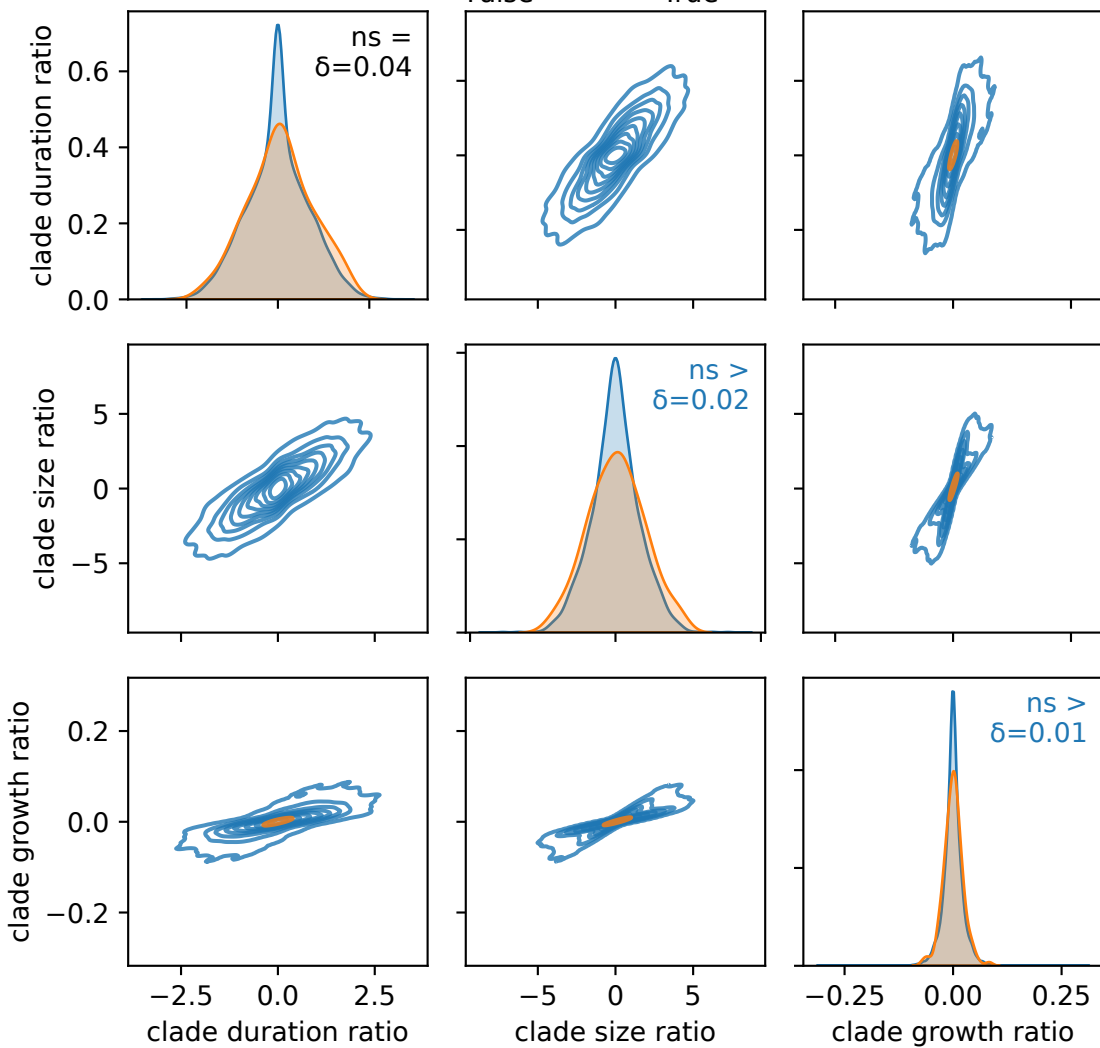 ns =
δ=0.04
clade duration ratio
0.6
0.4
0.2
0.0
ns >
δ=0.02
clade size ratio
5
0
−5
ns >
δ=0.01
clade growth ratio
0.2
0.0
−0.2
−2.5 0.0 2.5
−5 0 5
−0.25 0.00 0.25
clade duration ratio
clade size ratio
clade growth ratio